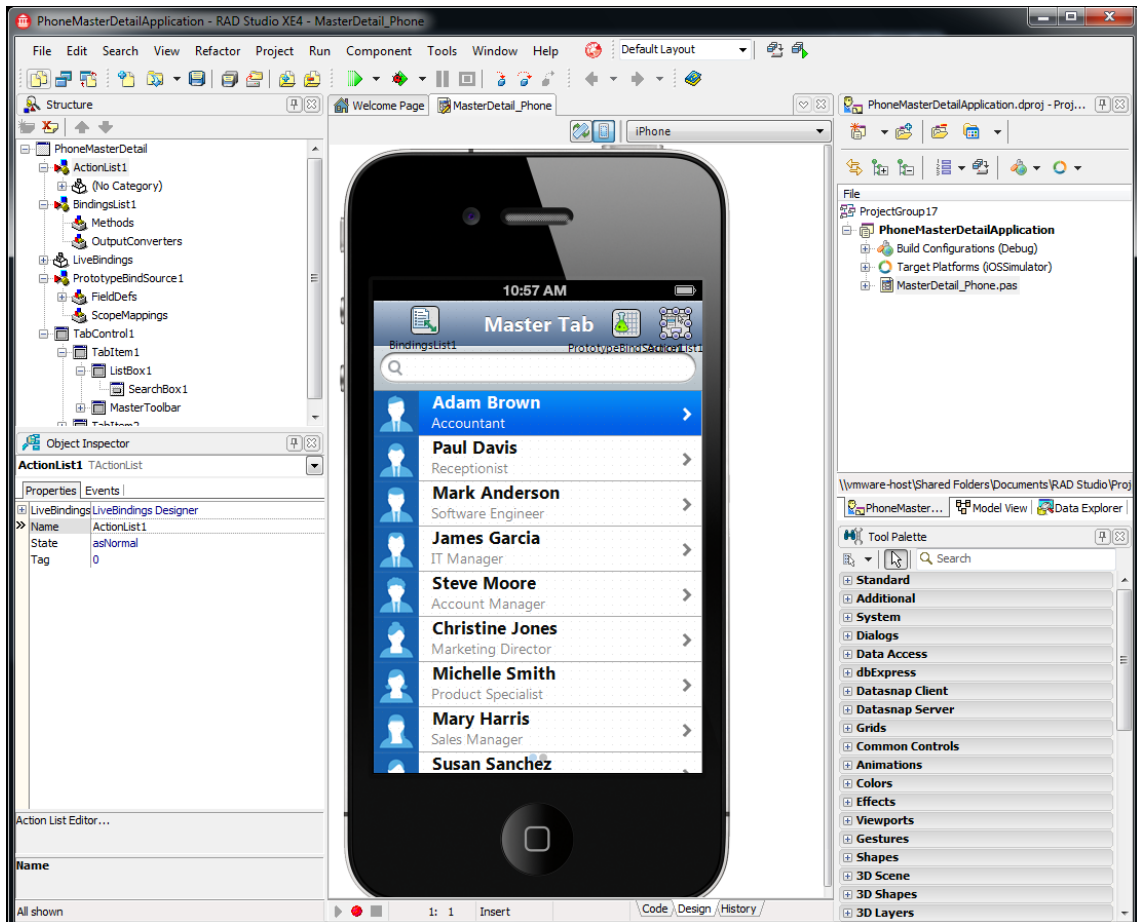 PhoneMasterDetailApplication - RAD Studio XE4 - MasterDetail_Phone
File Edit Search View Refactor Project Run Component Tools Window Help Default Layout
Structure
PhoneMasterDetail
ActionList1
(No Category)
BindingsList1
Methods
OutputConverters
LiveBindings
PrototypeBindSource1
FieldDefs
ScopeMappings
TabControl1
TabItem1
ListBox1
SearchBox1
MasterToolbar
TabItem2
Object Inspector
ActionList1 TActionList
Properties Events
LiveBindings LiveBindings Designer
Name ActionList1
State asNormal
Tag 0
Action List Editor...
Name
All shown
Welcome Page MasterDetail_Phone
iPhone
10:57 AM
Master Tab
BindingsList1 PrototypeBindS ActionList1
Adam Brown
Accountant
Paul Davis
Receptionist
Mark Anderson
Software Engineer
James Garcia
IT Manager
Steve Moore
Account Manager
Christine Jones
Marketing Director
Michelle Smith
Product Specialist
Mary Harris
Sales Manager
Susan Sanchez
1: 1 Insert Code Design History
PhoneMasterDetailApplication.dproj - Proj...
File
ProjectGroup17
PhoneMasterDetailApplication
Build Configurations (Debug)
Target Platforms (iOSSimulator)
MasterDetail_Phone.pas
\\vmware-host\Shared Folders\Documents\RAD Studio\Proj
PhoneMaster... Model View Data Explorer
Tool Palette
Search
Standard
Additional
System
Dialogs
Data Access
dbExpress
Datasnap Client
Datasnap Server
Grids
Common Controls
Animations
Colors
Effects
Viewports
Gestures
Shapes
3D Scene
3D Shapes
3D Layers